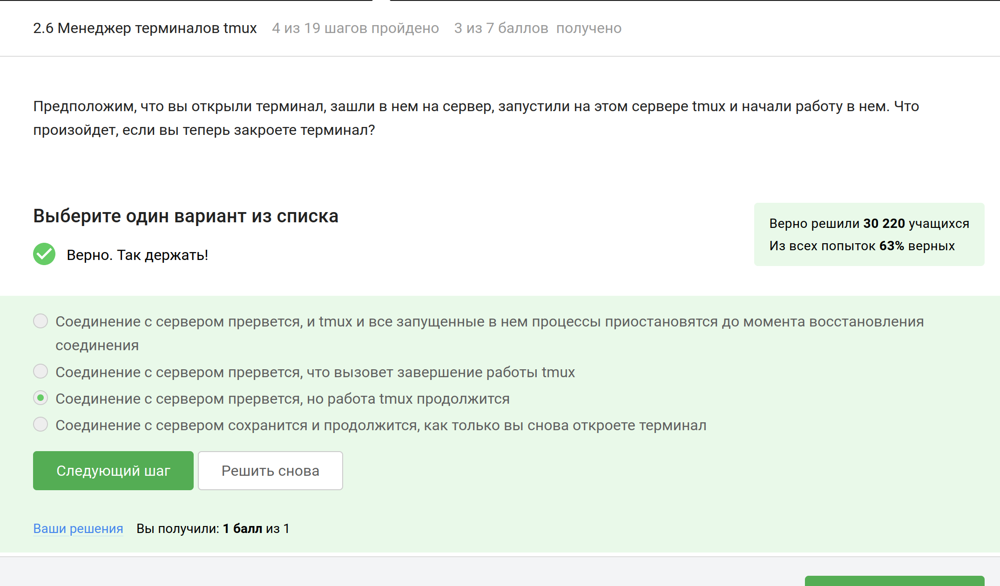 2.6 Менеджер терминалов tmux 4 из 19 шагов пройдено 3 из 7 баллов получено
Предположим, что вы открыли терминал, зашли в нем на сервер, запустили на этом сервере tmux и начали работу в нем. Что
произойдет, если вы теперь закроете терминал?
Выберите один вариант из списка
Верно. Так держать!
Верно решили 30 220 учащихся
Из всех попыток 63% верных
Соединение с сервером прервется, и tmux и все запущенные в нем процессы приостановятся до момента восстановления
соединения
Соединение с сервером прервется, что вызовет завершение работы tmux
Соединение с сервером прервется, но работа tmux продолжится
Соединение с сервером сохранится и продолжится, как только вы снова откроете терминал
Следующий шаг Решить снова
Ваши решения Вы получили: 1 балл из 1